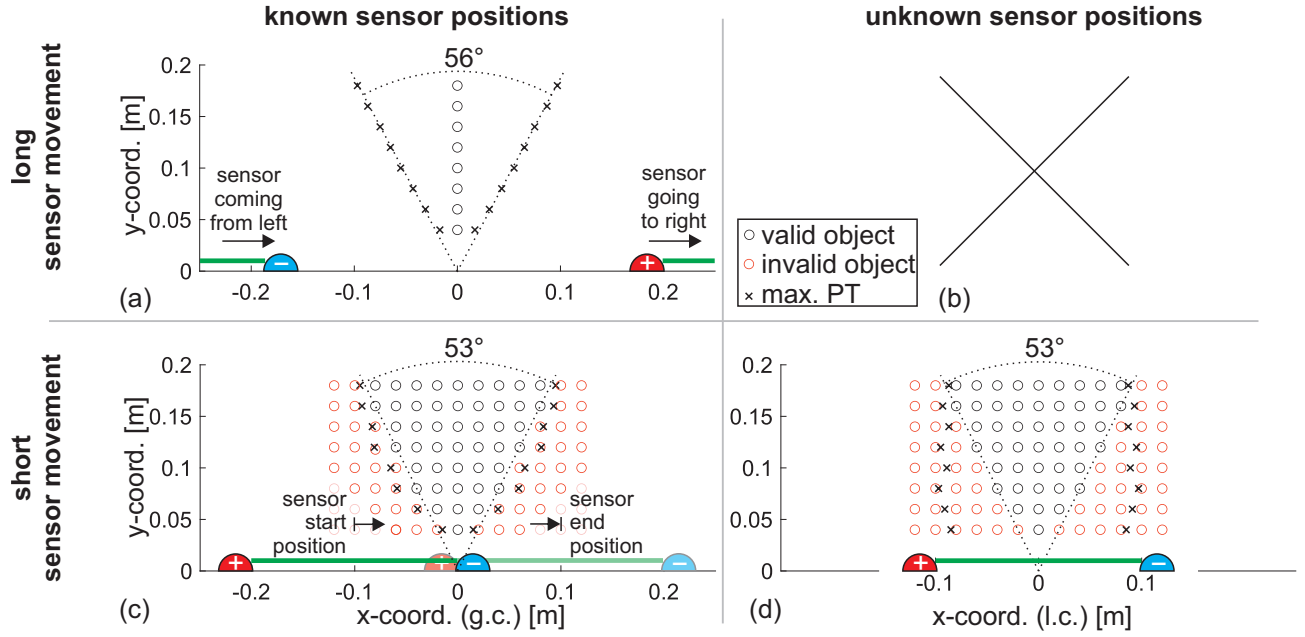 known sensor positions
unknown sensor positions
long
sensor movement
56°
y-coord. [m]
0.2
0.15
0.1
0.05
0
sensor
coming
from left
sensor
going
to right
−
+
-0.2
-0.1
0
0.1
0.2
(a)
valid object
invalid object
× max. PT
(b)
short
sensor movement
53°
y-coord. [m]
0.2
0.15
0.1
0.05
0
sensor
start
position
sensor
end
position
+
+
−
−
-0.2
-0.1
0
0.1
0.2
(c)
x-coord. (g.c.) [m]
53°
0.2
0.15
0.1
0.05
0
+
−
-0.1
0
0.1
(d)
x-coord. (l.c.) [m]